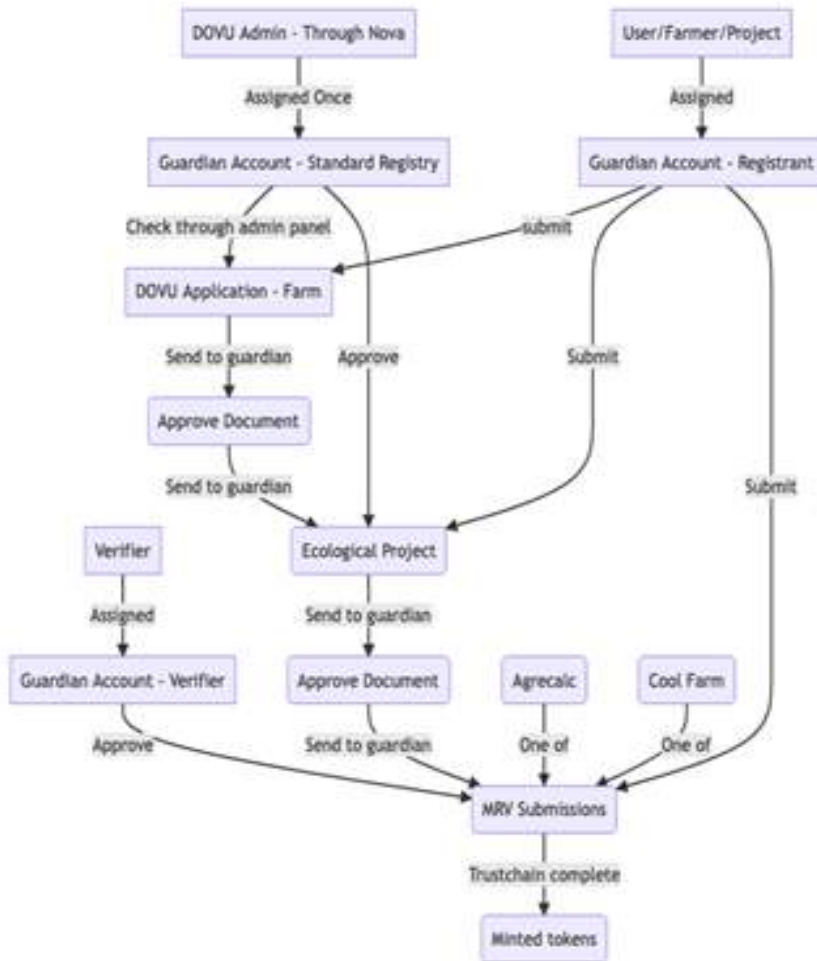 DOVU Admin - Through Nova
User/Farmer/Project
Assigned Once
Assigned
Guardian Account - Standard Registry
Guardian Account - Registrant
Check through admin panel
submit
DOVU Application - Farm
Send to guardian
Approve
Submit
Approve Document
Send to guardian
Submit
Verifier
Ecological Project
Assigned
Send to guardian
Guardian Account - Verifier
Approve Document
Agrecalc
Cool Farm
Approve
Send to guardian
One of
One of
MRV Submissions
Trustchain complete
Minted tokens